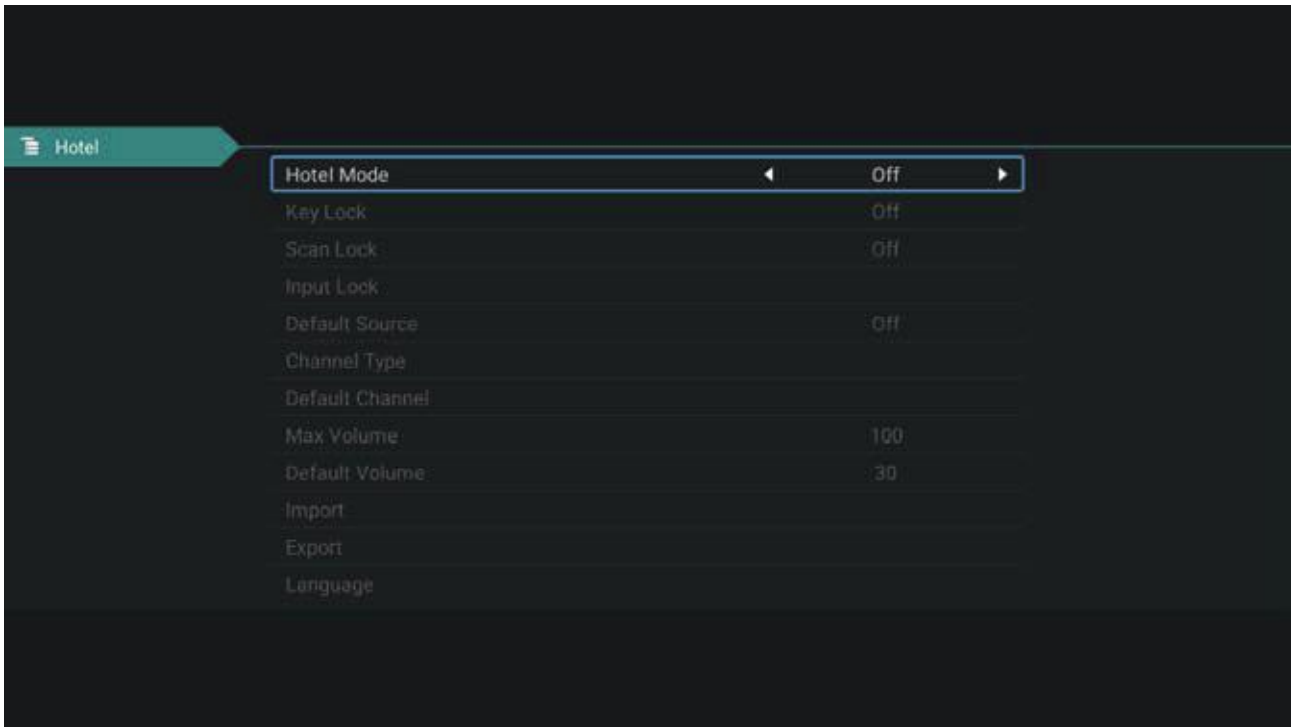 Hotel
Hotel Mode Off
Key Lock Off
Scan Lock Off
Input Lock
Default Source Off
Channel Type
Default Channel
Max Volume 100
Default Volume 30
Import
Export
Language